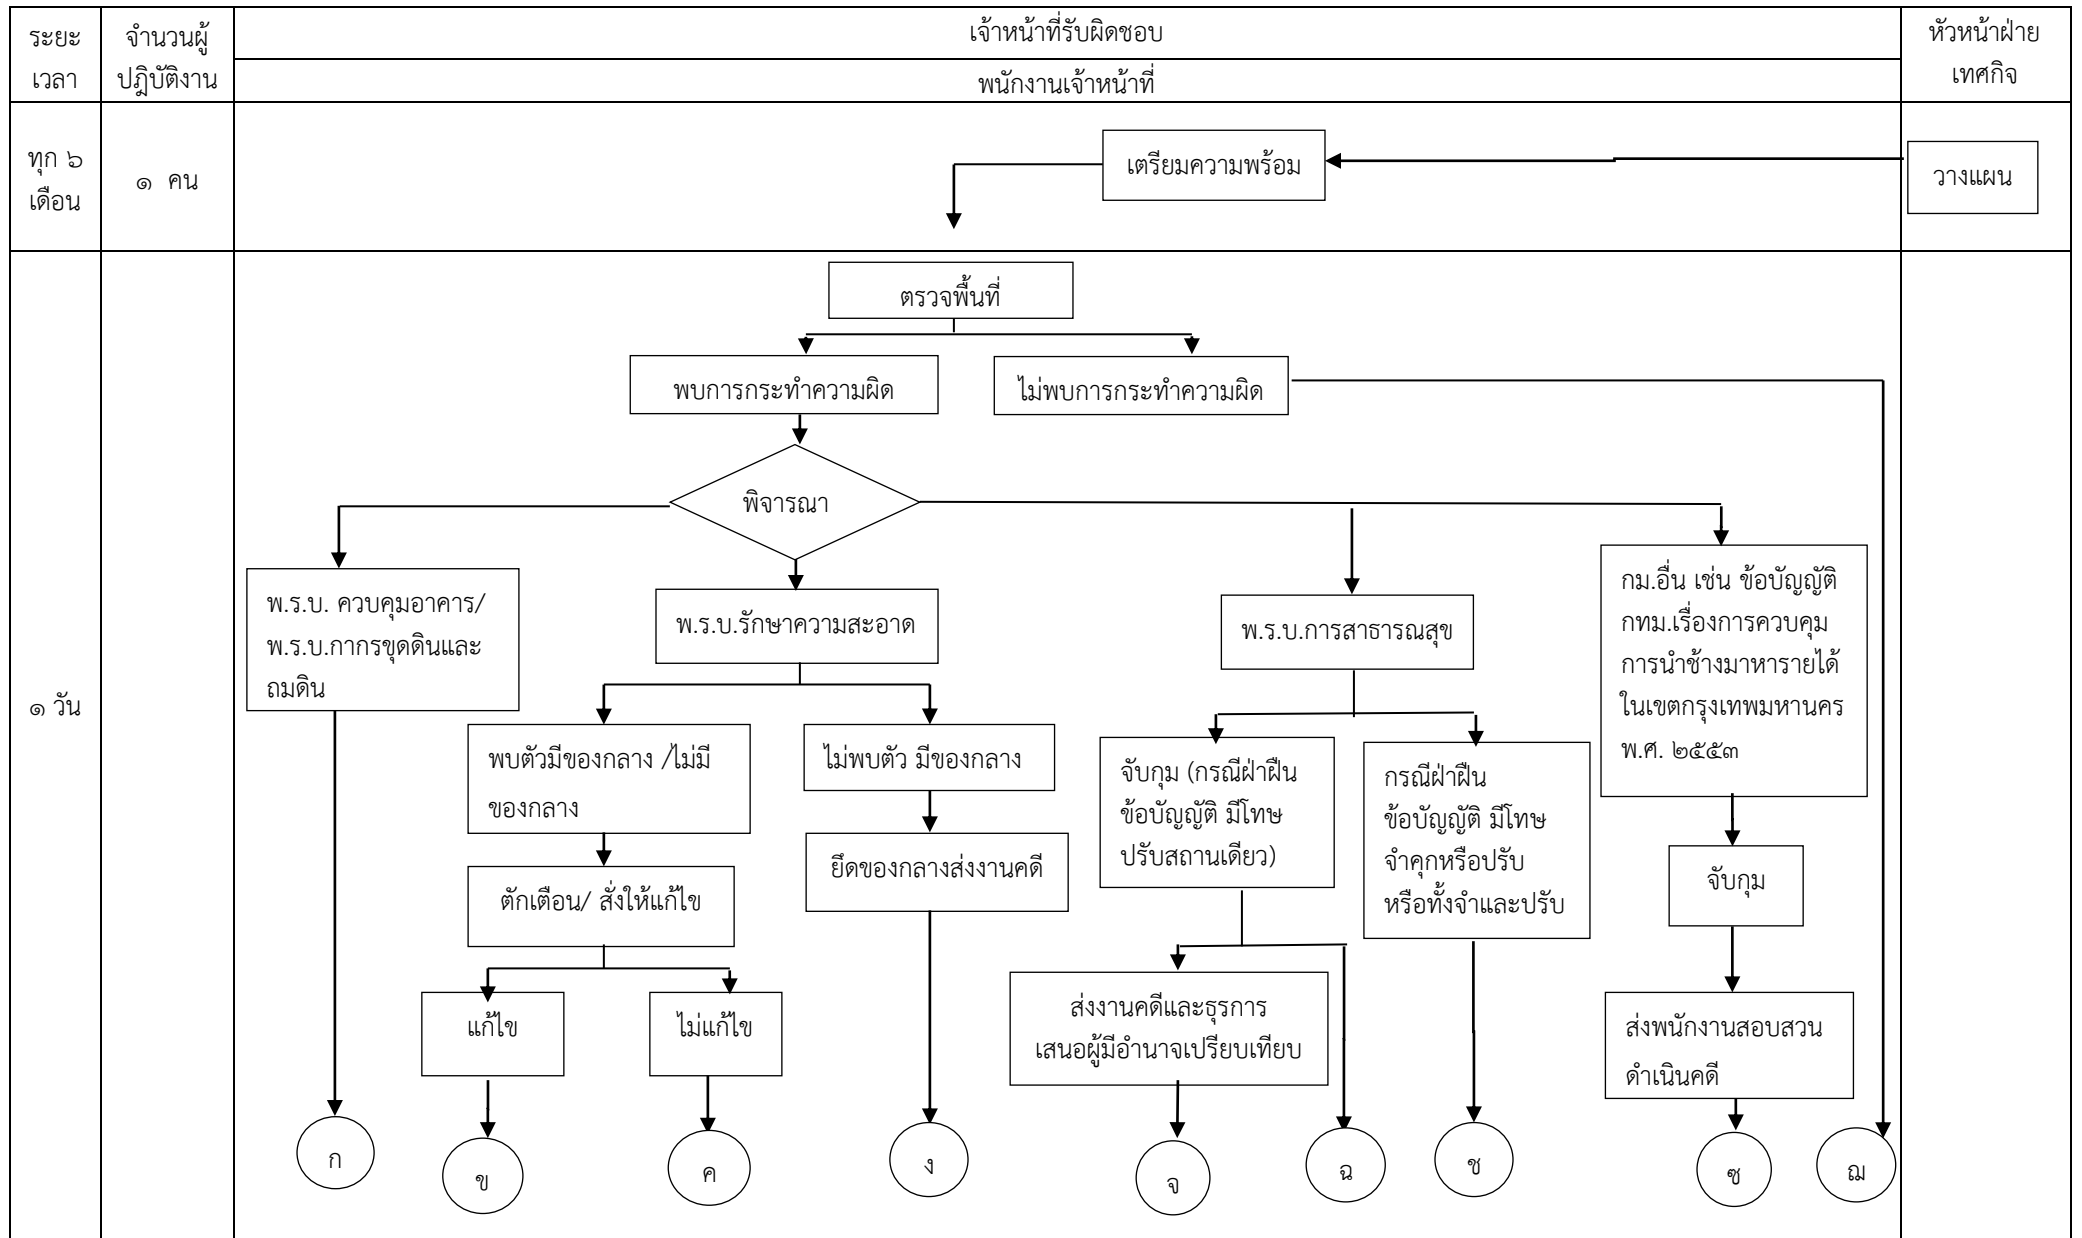 ระยะ
เวลา
จำนวนผู้
ปฏิบัติงาน
เจ้าหน้าที่รับผิดชอบ
พนักงานเจ้าหน้าที่
หัวหน้าฝ่าย
เทศกิจ
ทุก ๖
เดือน
๑ คน
เตรียมความพร้อม
วางแผน
๑ วัน
ตรวจพื้นที่
พบการกระทำความผิด
ไม่พบการกระทำความผิด
พิจารณา
พ.ร.บ. ควบคุมอาคาร/
พ.ร.บ.กากรขุดดินและ
ถมดิน
พ.ร.บ.รักษาความสะอาด
พ.ร.บ.การสาธารณสุข
กม.อื่น เช่น ข้อบัญญัติ
กทม.เรื่องการควบคุม
การนำช้างมาหารายได้
ในเขตกรุงเทพมหานคร
พ.ศ. ๒๕๕๓
พบตัวมีของกลาง /ไม่มี
ของกลาง
ไม่พบตัว มีของกลาง
จับกุม (กรณีฝ่าฝืน
ข้อบัญญัติ มีโทษ
ปรับสถานเดียว)
กรณีฝ่าฝืน
ข้อบัญญัติ มีโทษ
จำคุกหรือปรับ
หรือทั้งจำและปรับ
ตักเตือน/ สั่งให้แก้ไข
ยึดของกลางส่งงานคดี
จับกุม
แก้ไข
ไม่แก้ไข
ส่งงานคดีและธุรการ
เสนอผู้มีอำนาจเปรียบเทียบ
ส่งพนักงานสอบสวน
ดำเนินคดี
ก
ข
ค
ง
จ
ฉ
ช
ซ
ฌ